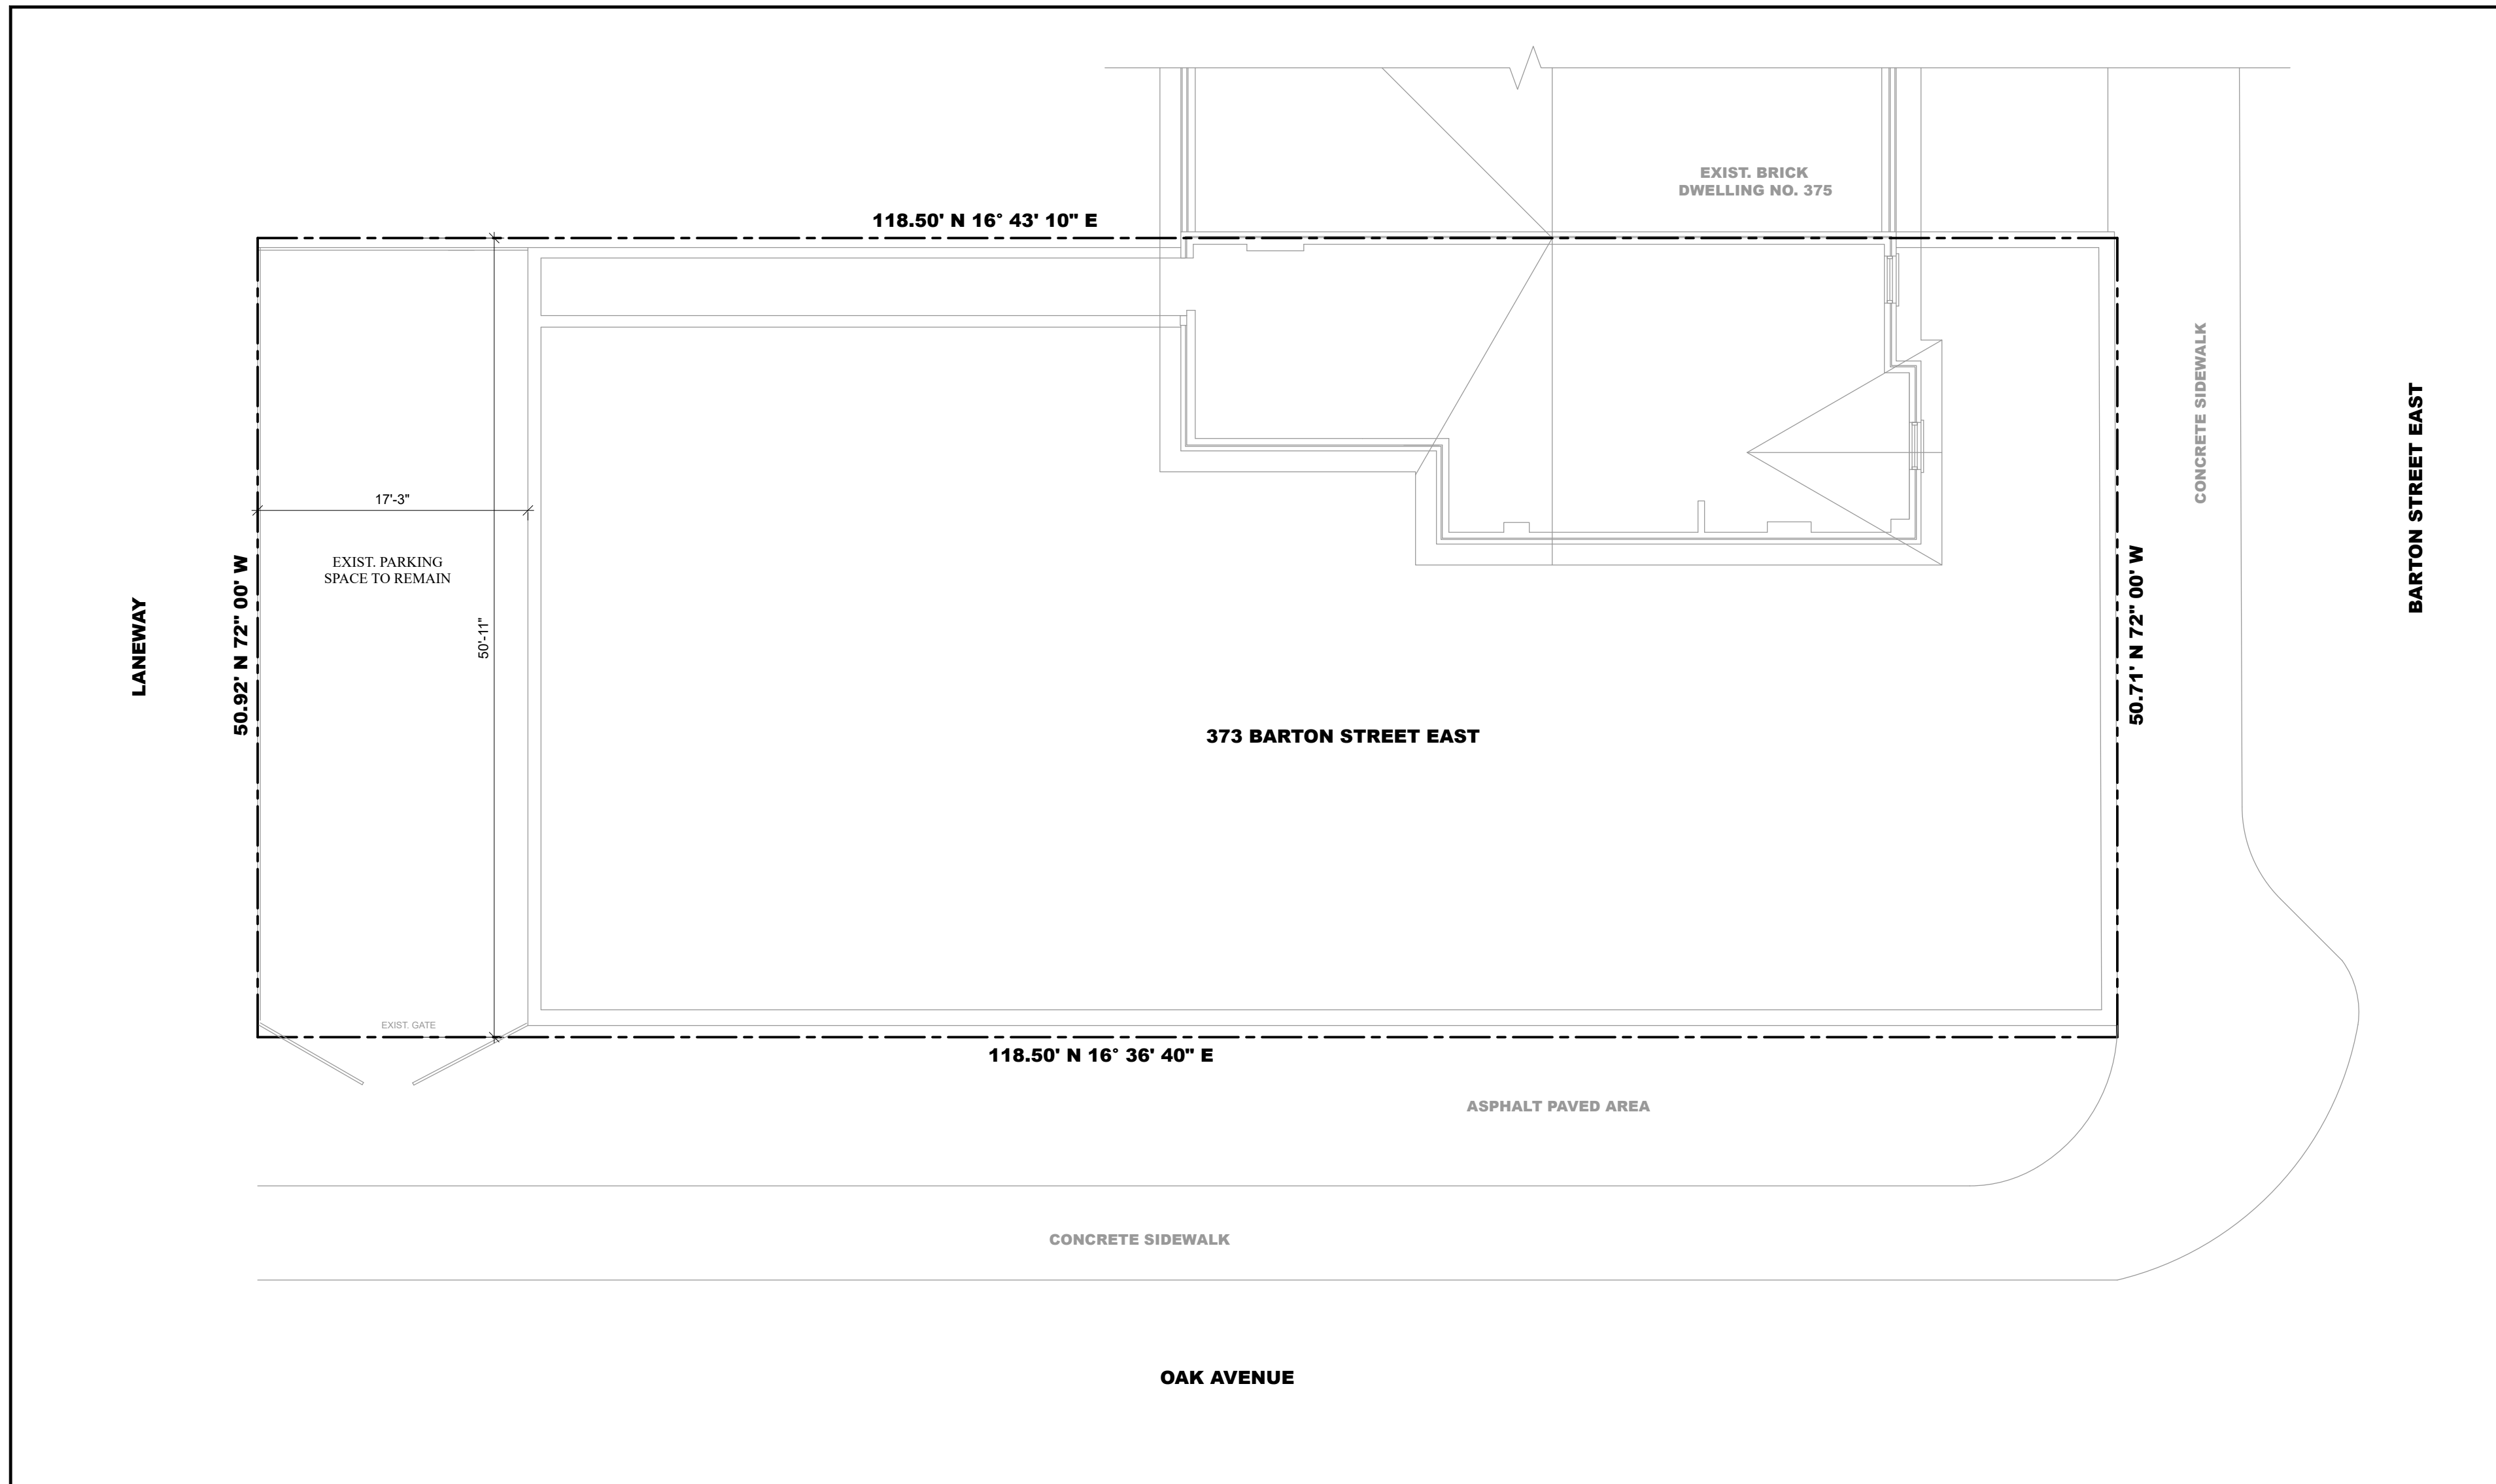 EXIST. BRICK
DWELLING NO. 375
118.50' N 16° 43' 10" E
CONCRETE SIDEWALK
BARTON STREET EAST
17'-3"
EXIST. PARKING
SPACE TO REMAIN
50'-11"
LANEWAY
50.92' N 72" 00' W
50.71' N 72" 00' W
373 BARTON STREET EAST
EXIST. GATE
118.50' N 16° 36' 40" E
ASPHALT PAVED AREA
CONCRETE SIDEWALK
OAK AVENUE